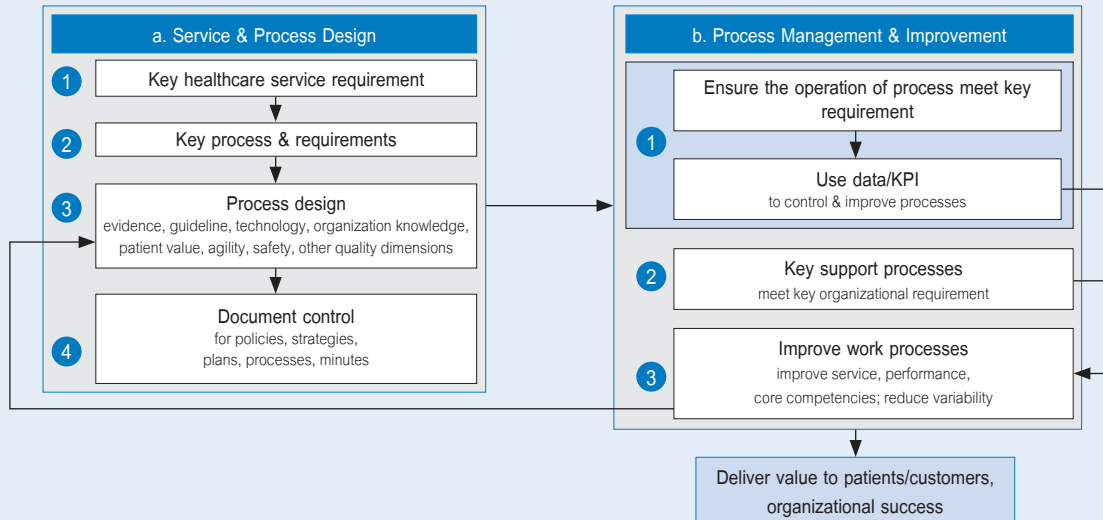 a. Service & Process Design
1
Key healthcare service requirement
2
Key process & requirements
3
Process design
evidence, guideline, technology, organization knowledge,
patient value, agility, safety, other quality dimensions
4
Document control
for policies, strategies,
plans, processes, minutes
b. Process Management & Improvement
1
Ensure the operation of process meet key
requirement
Use data/KPI
to control & improve processes
2
Key support processes
meet key organizational requirement
3
Improve work processes
improve service, performance,
core competencies; reduce variability
Deliver value to patients/customers,
organizational success